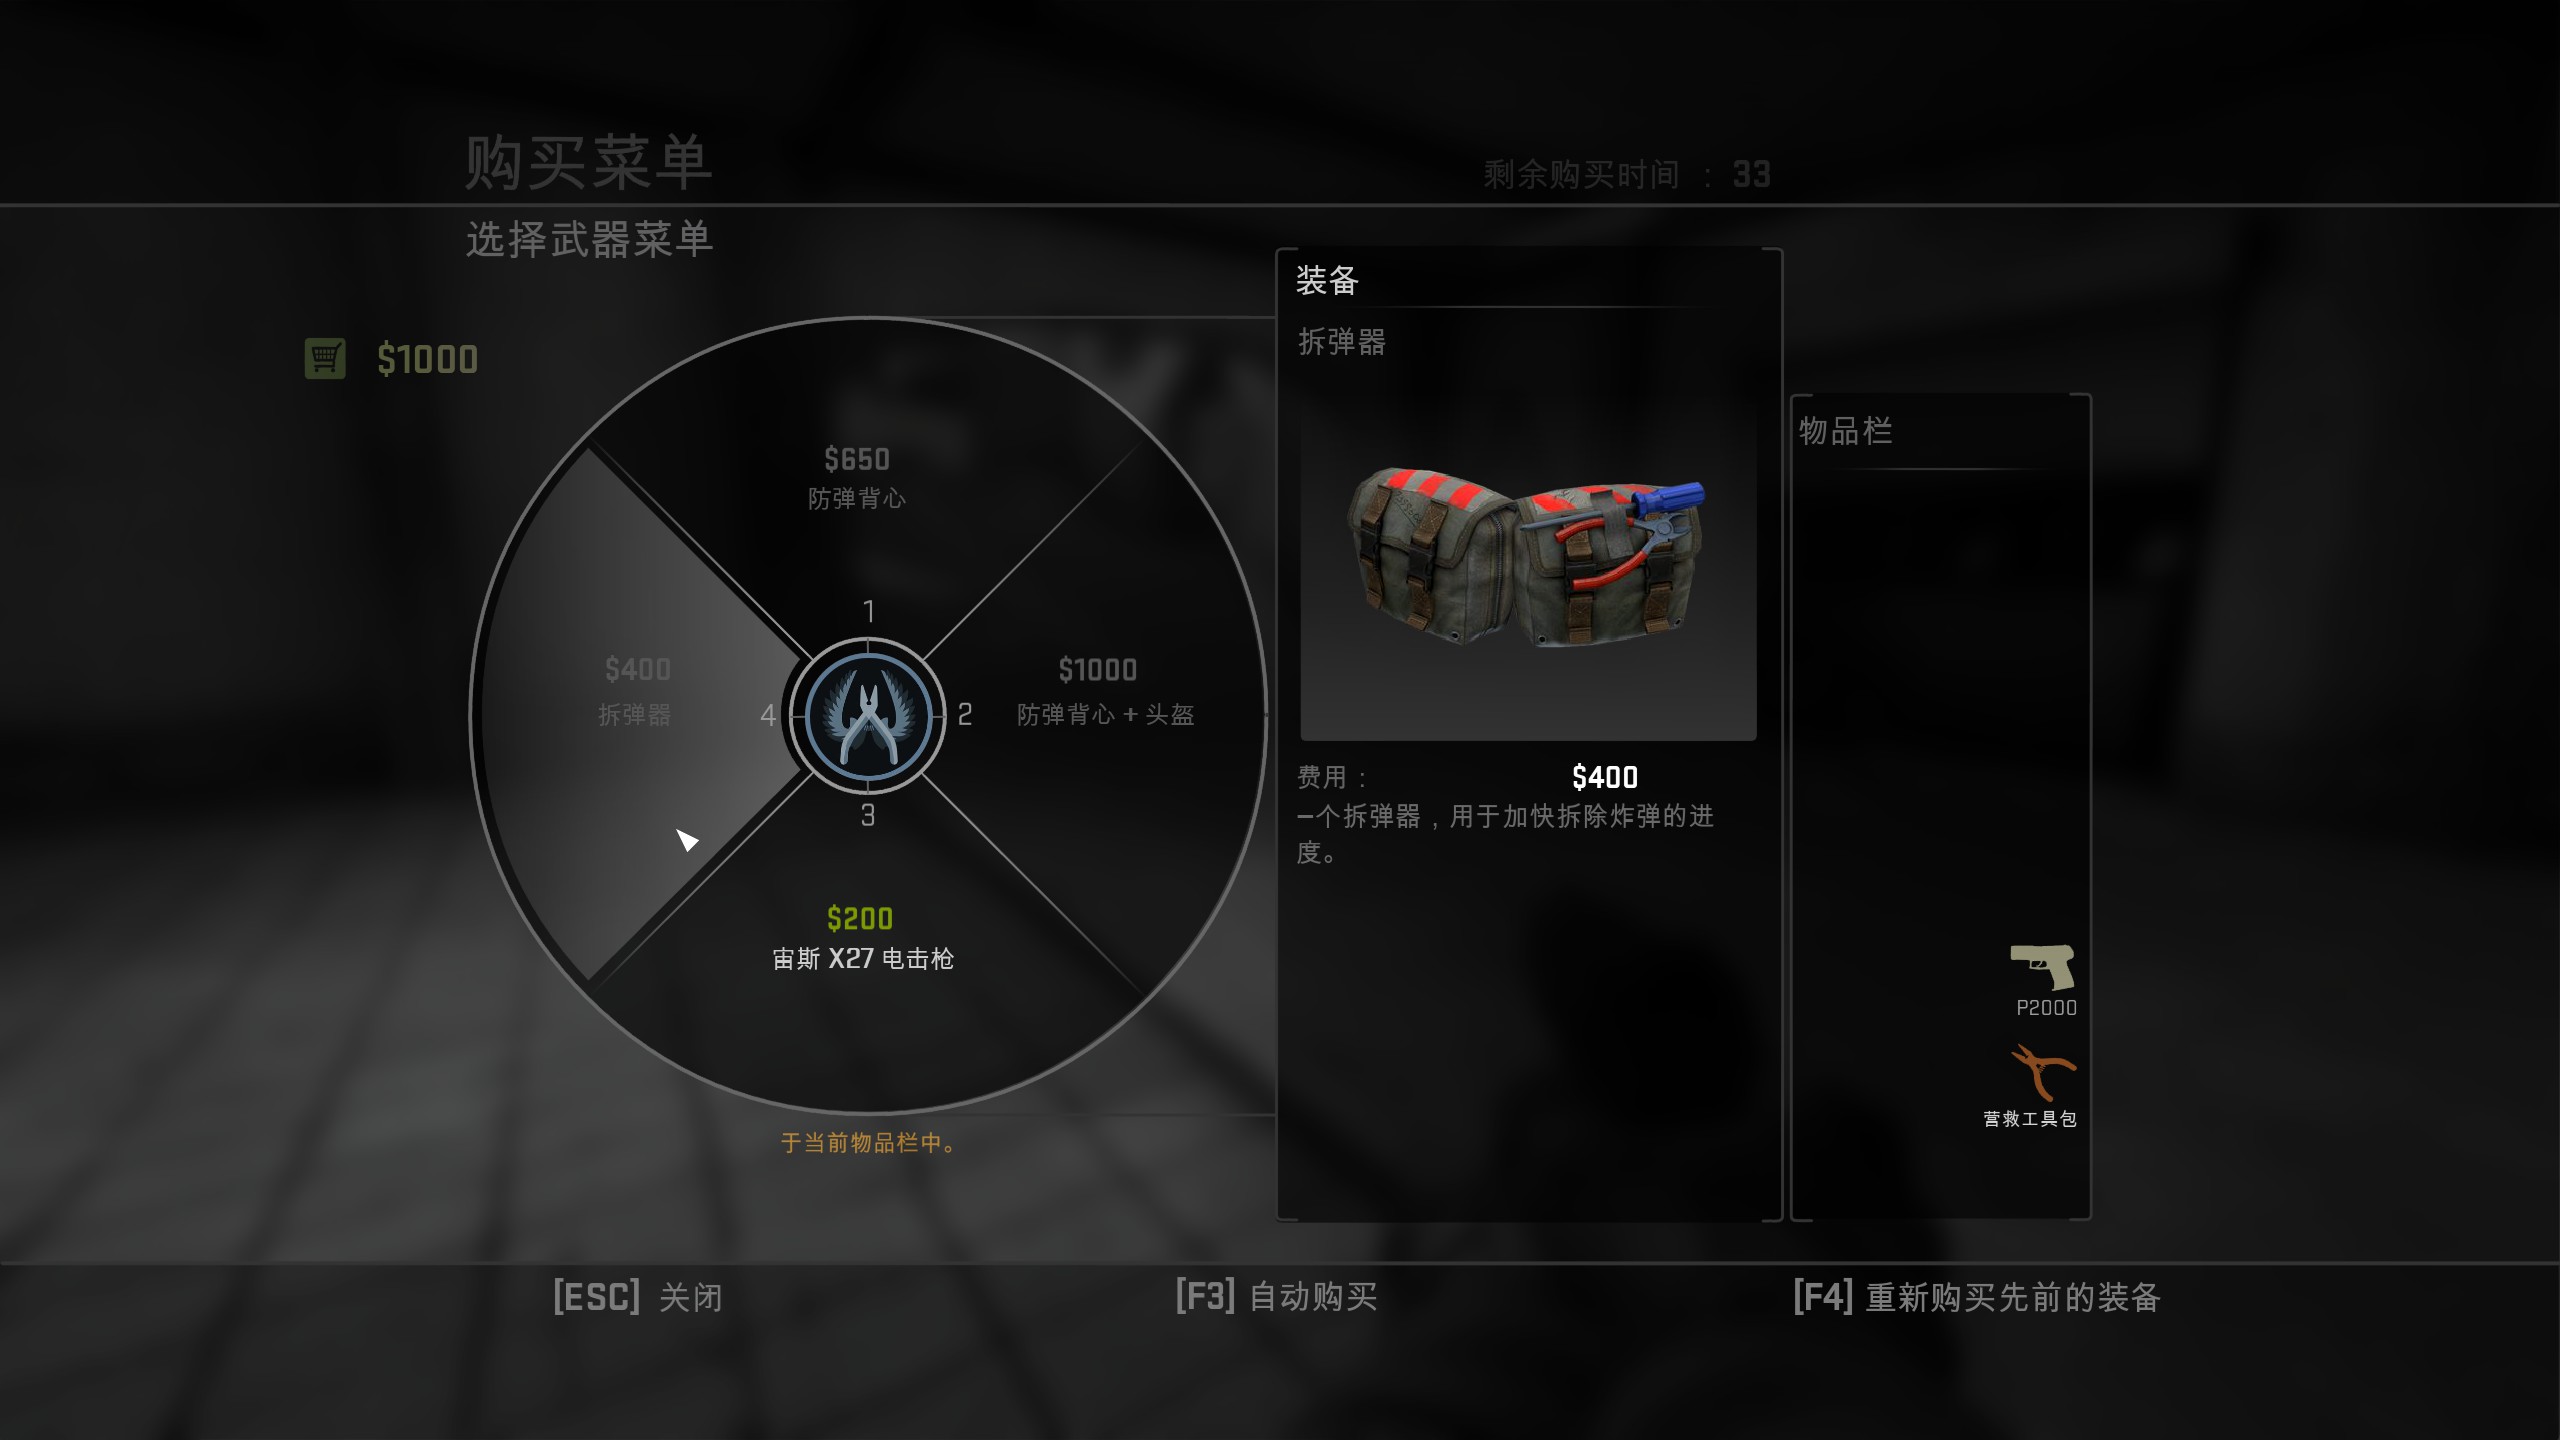 购买菜单
剩余购买时间 : 33
选择武器菜单
$1000
$650
防弹背心
1
$400
拆弹器
4
2
$1000
防弹背心 + 头盔
3
$200
宙斯 X27 电击枪
于当前物品栏中。
装备
拆弹器
费用: $400
一个拆弹器，用于加快拆除炸弹的进
度。
物品栏
P2000
营救工具包
[ESC] 关闭
[F3] 自动购买
[F4] 重新购买先前的装备